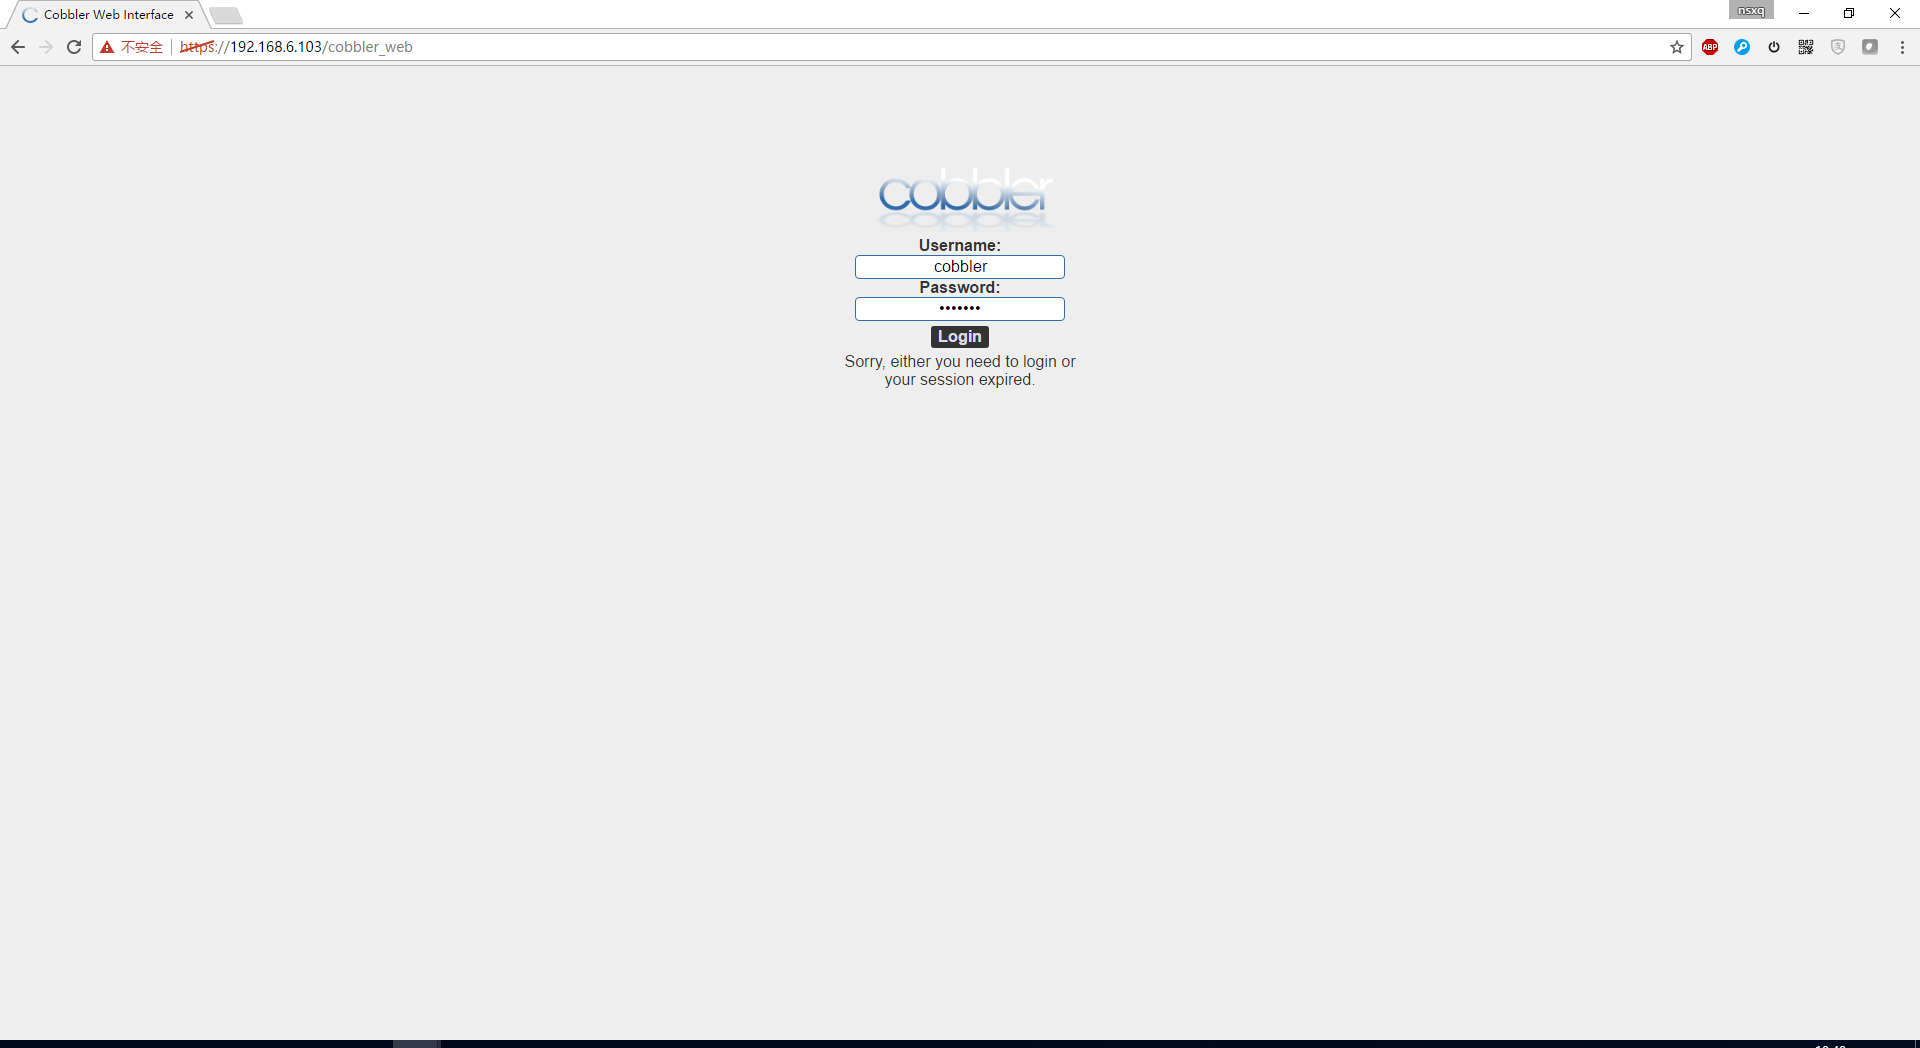 Cobbler Web Interface
nsxq
不安全 https://192.168.6.103/cobbler_web
ABP
cobbler
Username:
cobbler
Password:
•••••••
Login
Sorry, either you need to login or
your session expired.